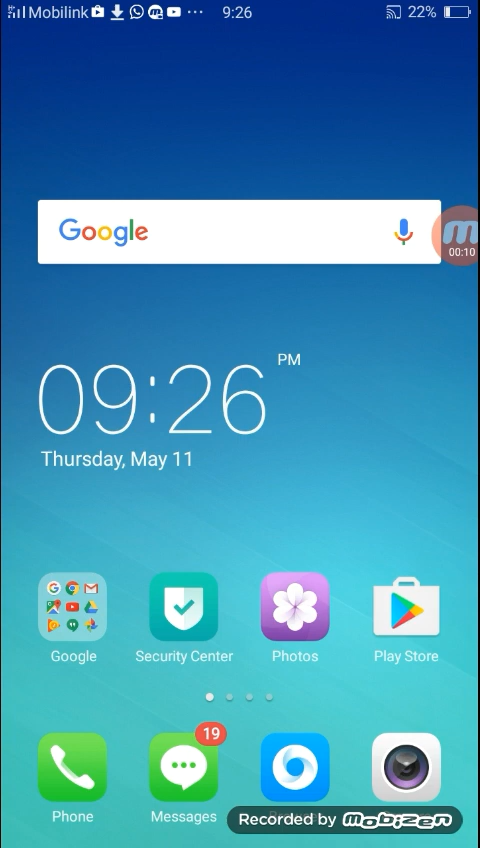 Mobilink 9:26 22%
Google
00:10
09:26 PM
Thursday, May 11
Google Security Center Photos Play Store
19
Phone Messages
Recorded by mobizen